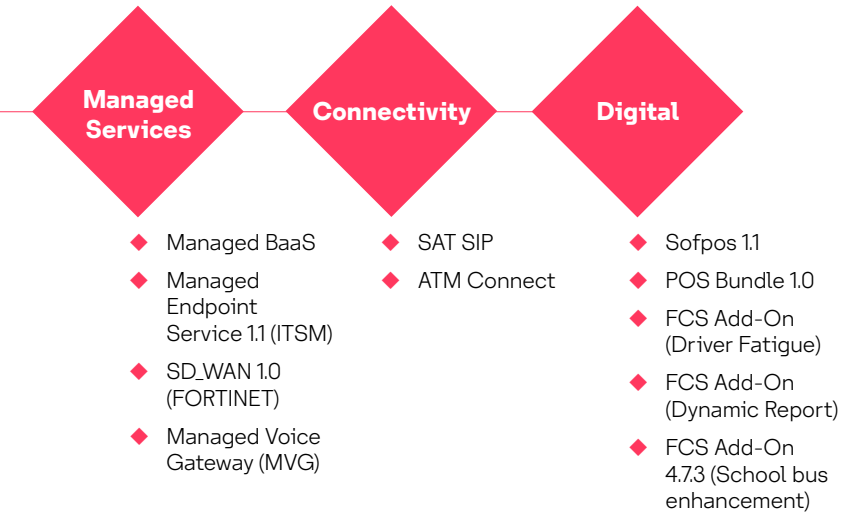 Managed
Services
Managed BaaS
Managed
Endpoint
Service 1.1 (ITSM)
SD_WAN 1.0
(FORTINET)
Managed Voice
Gateway (MVG)
Connectivity
SAT SIP
ATM Connect
Digital
Sofpos 1.1
POS Bundle 1.0
FCS Add-On
(Driver Fatigue)
FCS Add-On
(Dynamic Report)
FCS Add-On
4.7.3 (School bus
enhancement)